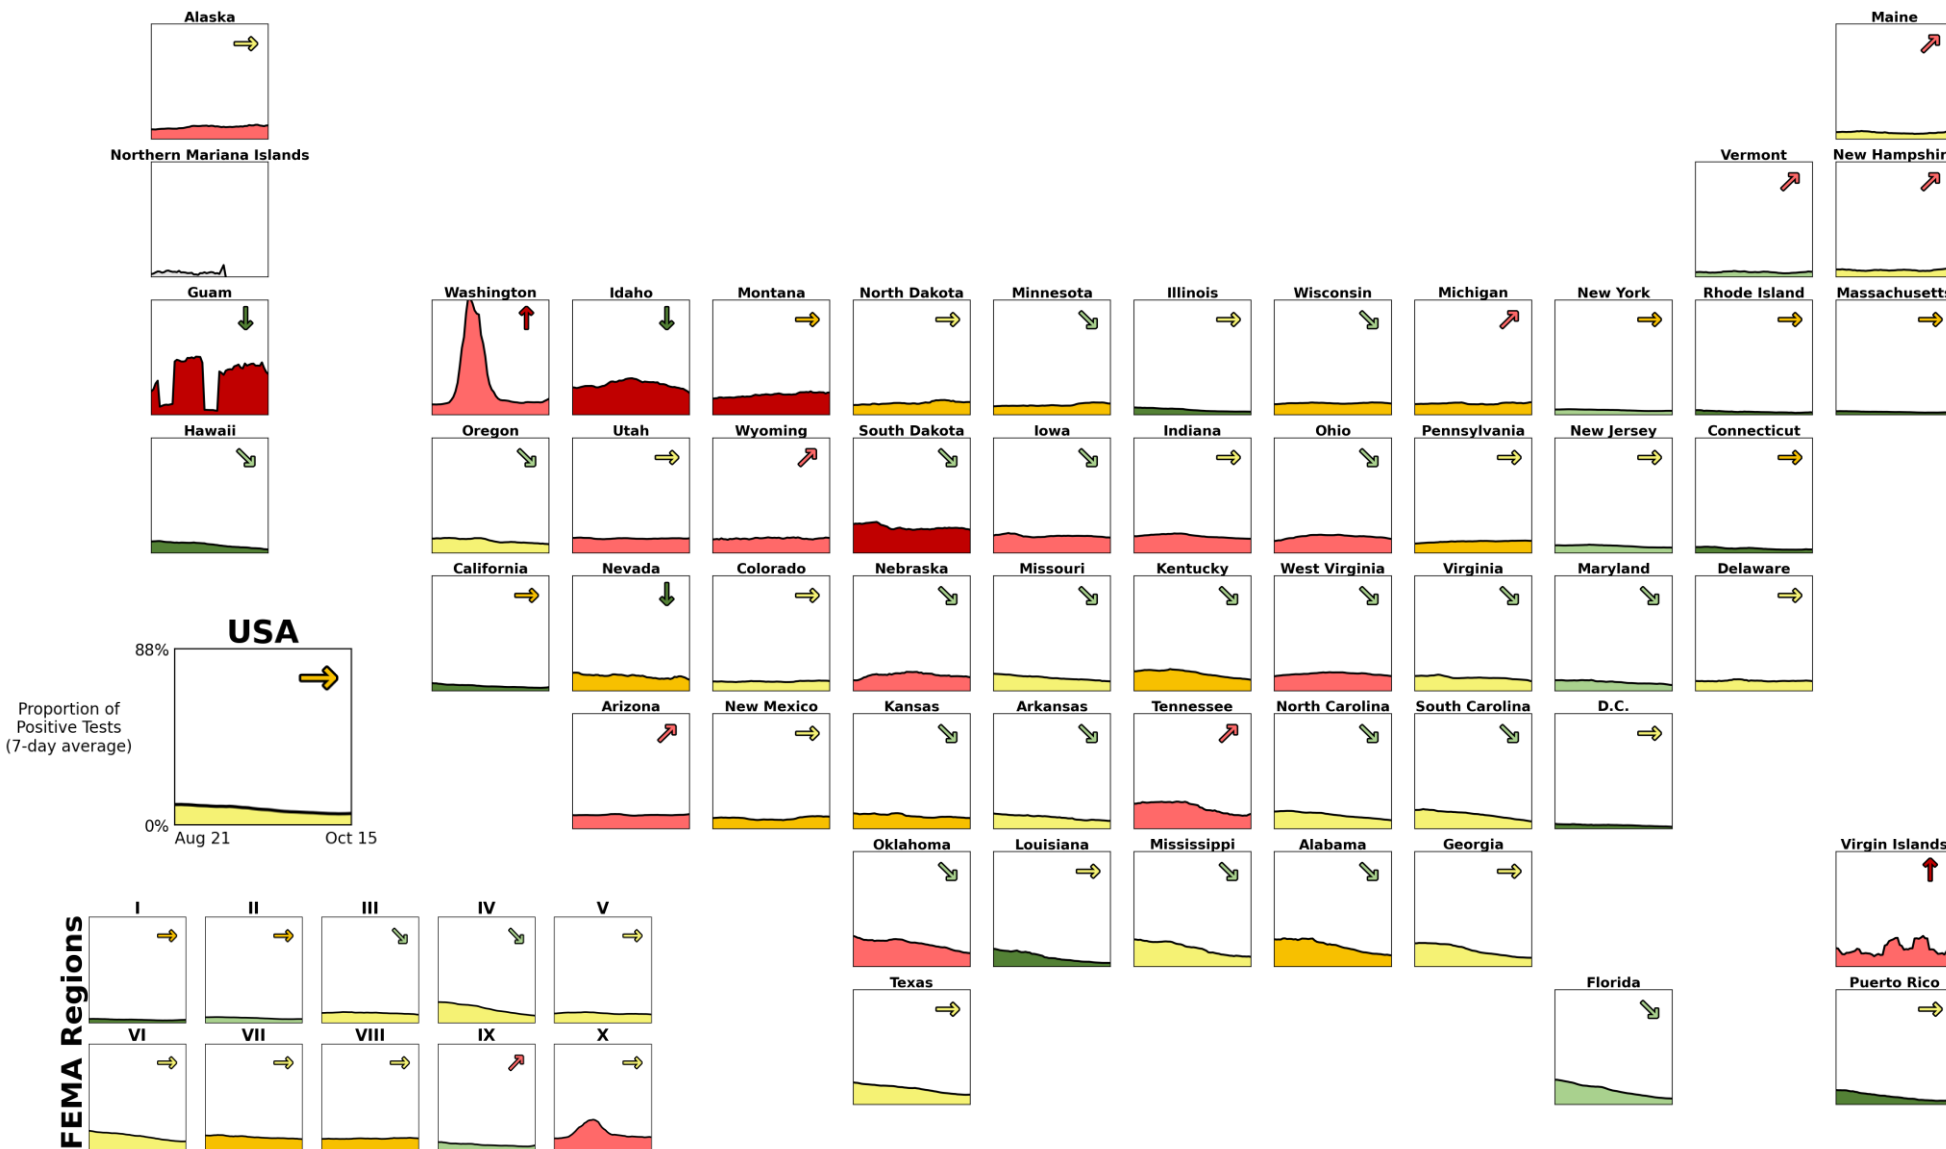 Alaska
Maine
Northern Mariana Islands
Vermont
New Hampshir
Guam
Washington
Idaho
Montana
North Dakota
Minnesota
Illinois
Wisconsin
Michigan
New York
Rhode Island
Massachusetts
Hawaii
Oregon
Utah
Wyoming
South Dakota
Iowa
Indiana
Ohio
Pennsylvania
New Jersey
Connecticut
California
Nevada
Colorado
Nebraska
Missouri
Kentucky
West Virginia
Virginia
Maryland
Delaware
USA
88%
Proportion of
Positive Tests
(7-day average)
0%
Aug 21
Oct 15
Arizona
New Mexico
Kansas
Arkansas
Tennessee
North Carolina
South Carolina
D.C.
Oklahoma
Louisiana
Mississippi
Alabama
Georgia
Virgin Islands
Texas
Florida
Puerto Rico
FEMA Regions
I
II
III
IV
V
VI
VII
VIII
IX
X